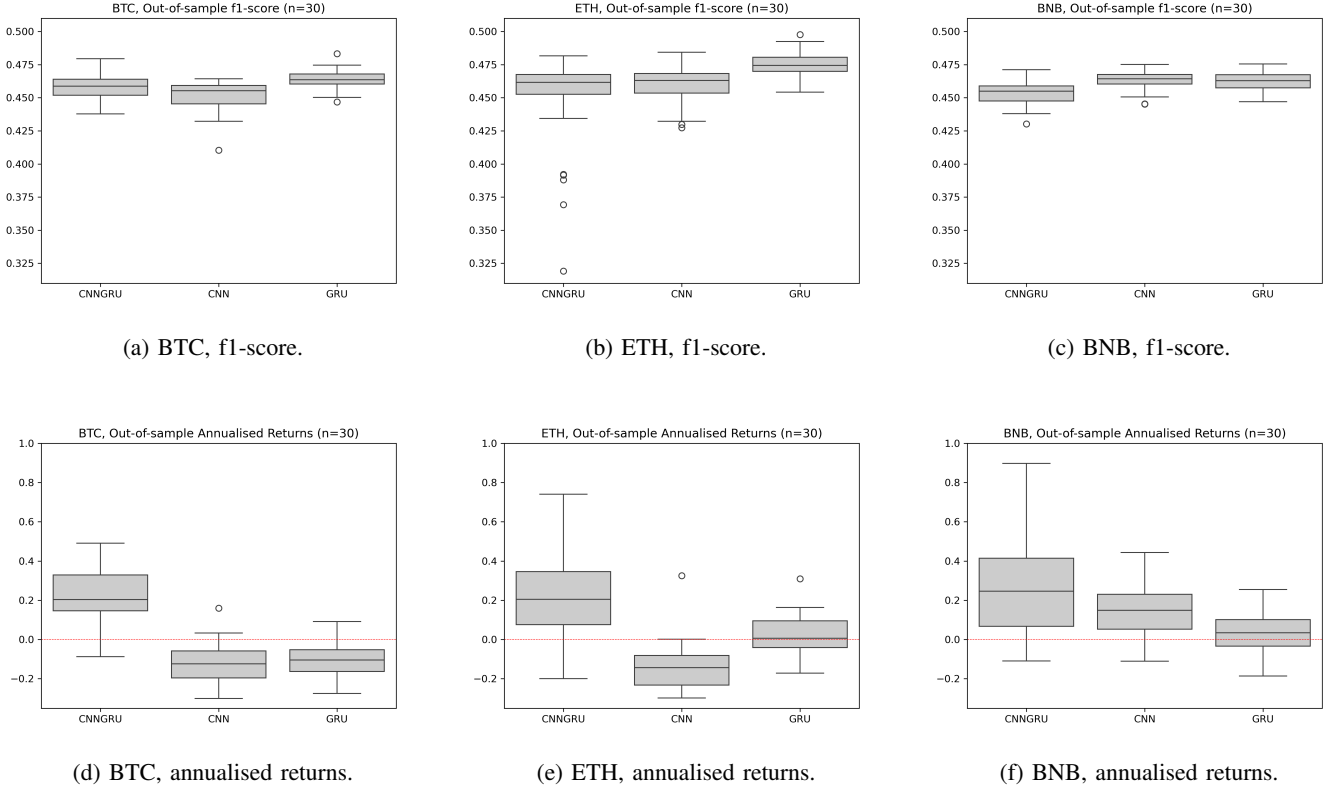 BTC, Out-of-sample f1-score (n=30)
0.500
0.475
0.450
0.425
0.400
0.375
0.350
0.325
CNNGRU CNN GRU
(a) BTC, f1-score.
ETH, Out-of-sample f1-score (n=30)
0.500
0.475
0.450
0.425
0.400
0.375
0.350
0.325
CNNGRU CNN GRU
(b) ETH, f1-score.
BNB, Out-of-sample f1-score (n=30)
0.500
0.475
0.450
0.425
0.400
0.375
0.350
0.325
CNNGRU CNN GRU
(c) BNB, f1-score.
BTC, Out-of-sample Annualised Returns (n=30)
1.0
0.8
0.6
0.4
0.2
0.0
−0.2
CNNGRU CNN GRU
(d) BTC, annualised returns.
ETH, Out-of-sample Annualised Returns (n=30)
1.0
0.8
0.6
0.4
0.2
0.0
−0.2
CNNGRU CNN GRU
(e) ETH, annualised returns.
BNB, Out-of-sample Annualised Returns (n=30)
1.0
0.8
0.6
0.4
0.2
0.0
−0.2
CNNGRU CNN GRU
(f) BNB, annualised returns.